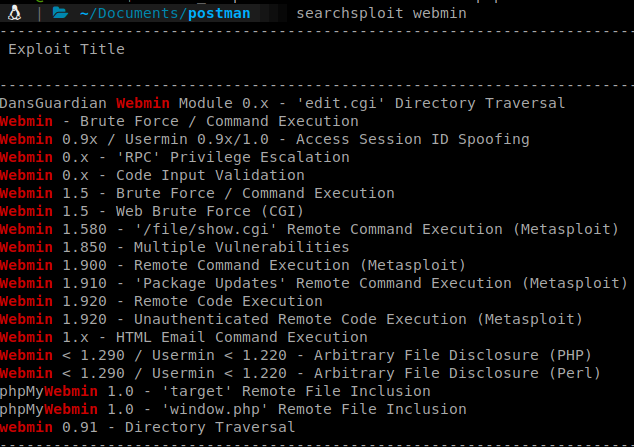 | ~/Documents/postman searchsploit webmin
--------------------------------------------------------------------------------
Exploit Title
--------------------------------------------------------------------------------
DansGuardian Webmin Module 0.x - 'edit.cgi' Directory Traversal
Webmin - Brute Force / Command Execution
Webmin 0.9x / Usermin 0.9x/1.0 - Access Session ID Spoofing
Webmin 0.x - 'RPC' Privilege Escalation
Webmin 0.x - Code Input Validation
Webmin 1.5 - Brute Force / Command Execution
Webmin 1.5 - Web Brute Force (CGI)
Webmin 1.580 - '/file/show.cgi' Remote Command Execution (Metasploit)
Webmin 1.850 - Multiple Vulnerabilities
Webmin 1.900 - Remote Command Execution (Metasploit)
Webmin 1.910 - 'Package Updates' Remote Command Execution (Metasploit)
Webmin 1.920 - Remote Code Execution
Webmin 1.920 - Unauthenticated Remote Code Execution (Metasploit)
Webmin 1.x - HTML Email Command Execution
Webmin < 1.290 / Usermin < 1.220 - Arbitrary File Disclosure (PHP)
Webmin < 1.290 / Usermin < 1.220 - Arbitrary File Disclosure (Perl)
phpMyWebmin 1.0 - 'target' Remote File Inclusion
phpMyWebmin 1.0 - 'window.php' Remote File Inclusion
webmin 0.91 - Directory Traversal
--------------------------------------------------------------------------------